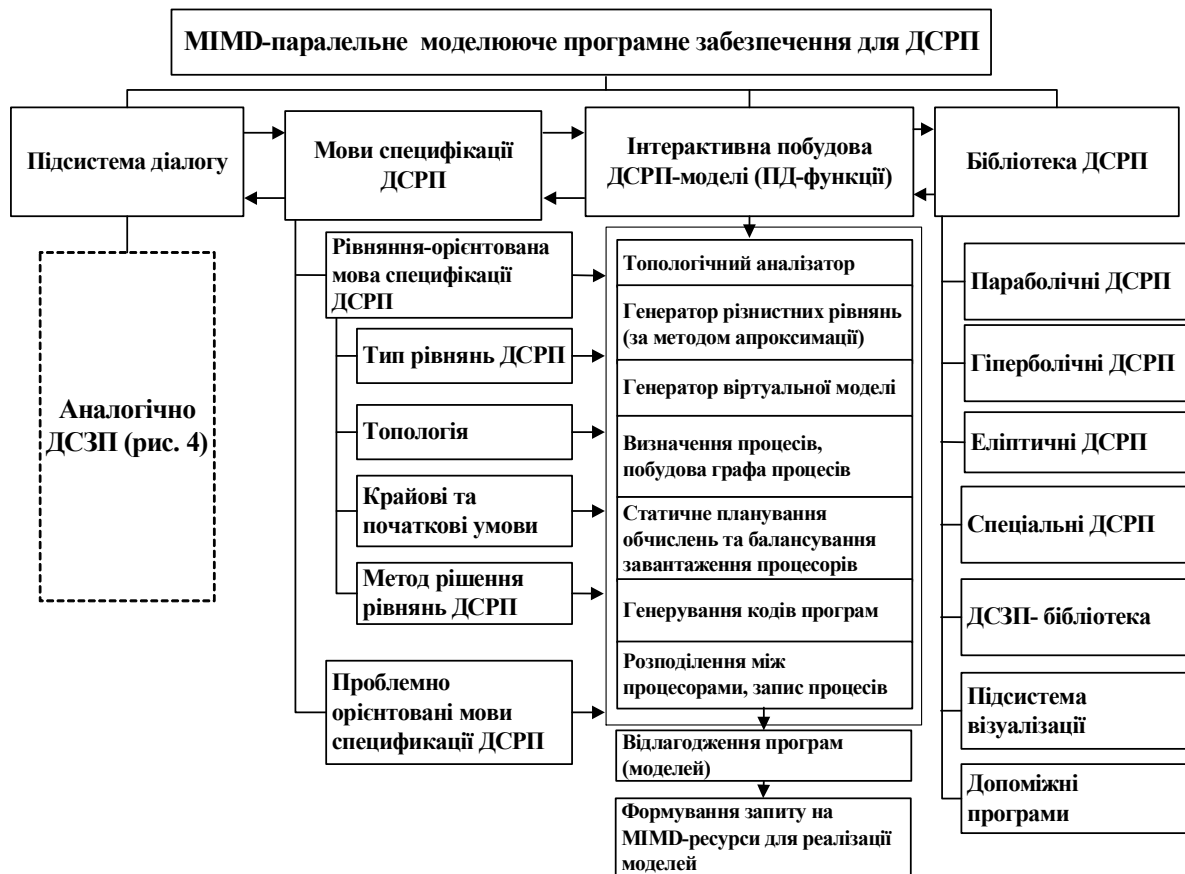 МIMD-паралельне моделююче програмне забезпечення для ДСРП
Підсистема діалогу
Мови специфікації
ДСРП
Інтерактивна побудова
ДСРП-моделі (ПД-функції)
Бібліотека ДСРП
Аналогічно
ДСЗП (рис. 4)
Рівняння-орієнтована
мова специфікації
ДСРП
Тип рівнянь ДСРП
Топологія
Крайові та
початкові умови
Метод рішення
рівнянь ДСРП
Проблемно
орієнтовані мови
спецификації ДСРП
Топологічний аналізатор
Генератор різнистних рівнянь
(за методом апроксимації)
Генератор віртуальної моделі
Визначення процесів,
побудова графа процесів
Статичне планування
обчислень та балансування
завантаження процесорів
Генерування кодів програм
Розподілення між
процесорами, запис процесів
Відлагодження програм
(моделей)
Формування запиту на
MIMD-ресурси для реалізації
моделей
Параболічні ДСРП
Гіперболічні ДСРП
Еліптичні ДСРП
Спеціальні ДСРП
ДСЗП- бібліотека
Підсистема
візуалізації
Допоміжні
програми